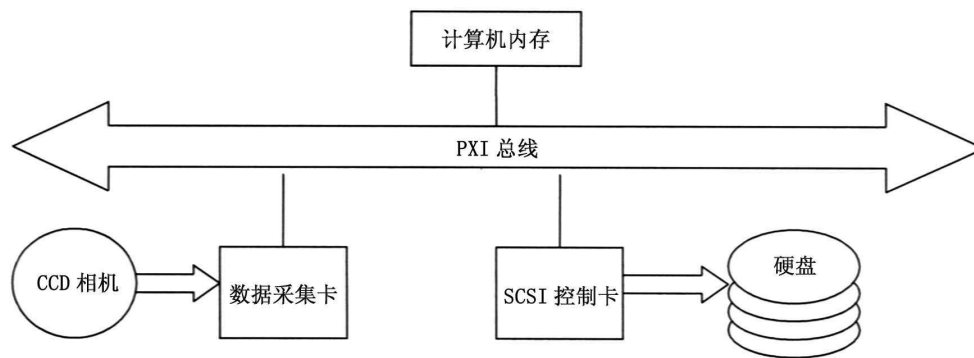 计算机内存
PXI 总线
CCD 相机
数据采集卡
SCSI 控制卡
硬盘